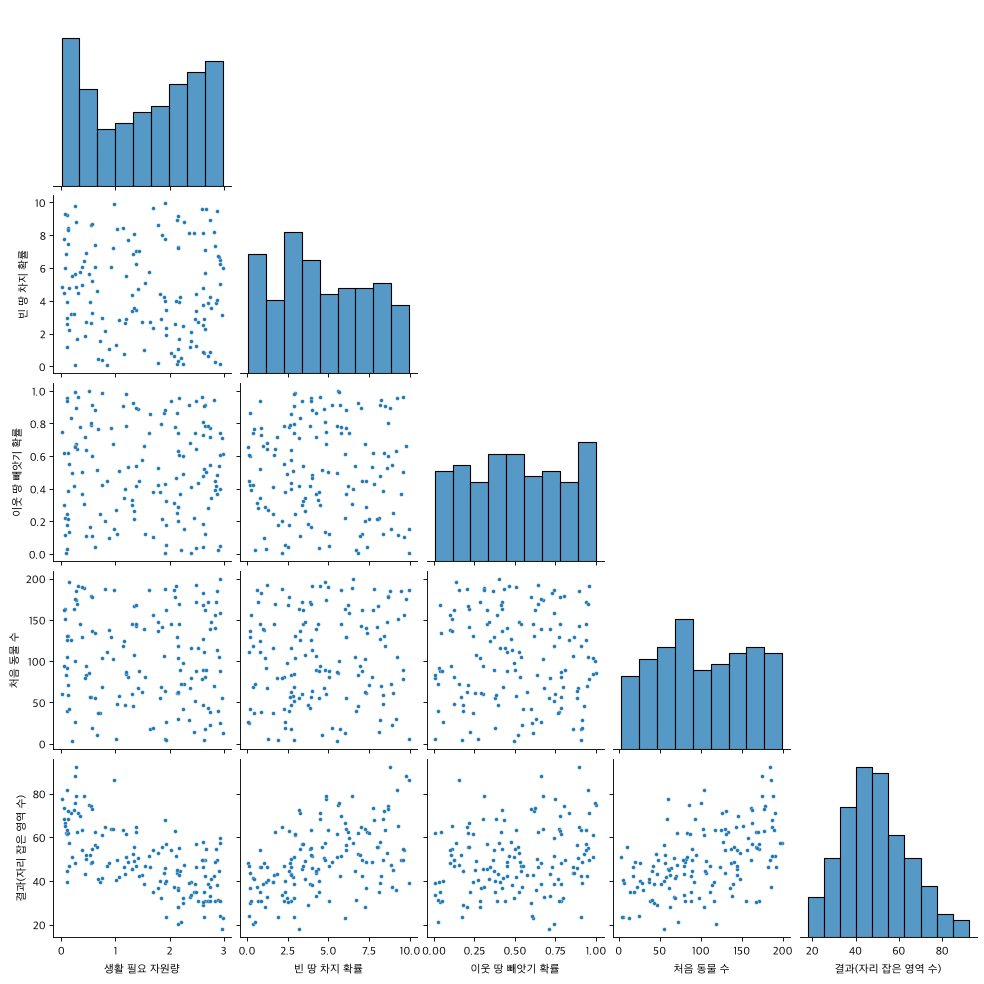 빈 땅 차지 확률
10
8
6
4
2
0
이웃 땅 빼앗기 확률
1.0
0.8
0.6
0.4
0.2
0.0
처음 동물 수
200
150
100
50
0
결과(자리 잡은 영역 수)
80
60
40
20
0 1 2 3
0.0 2.5 5.0 7.5 10.0
0.00 0.25 0.50 0.75 1.00
0 50 100 150 200
20 40 60 80
생활 필요 자원량
빈 땅 차지 확률
이웃 땅 빼앗기 확률
처음 동물 수
결과(자리 잡은 영역 수)